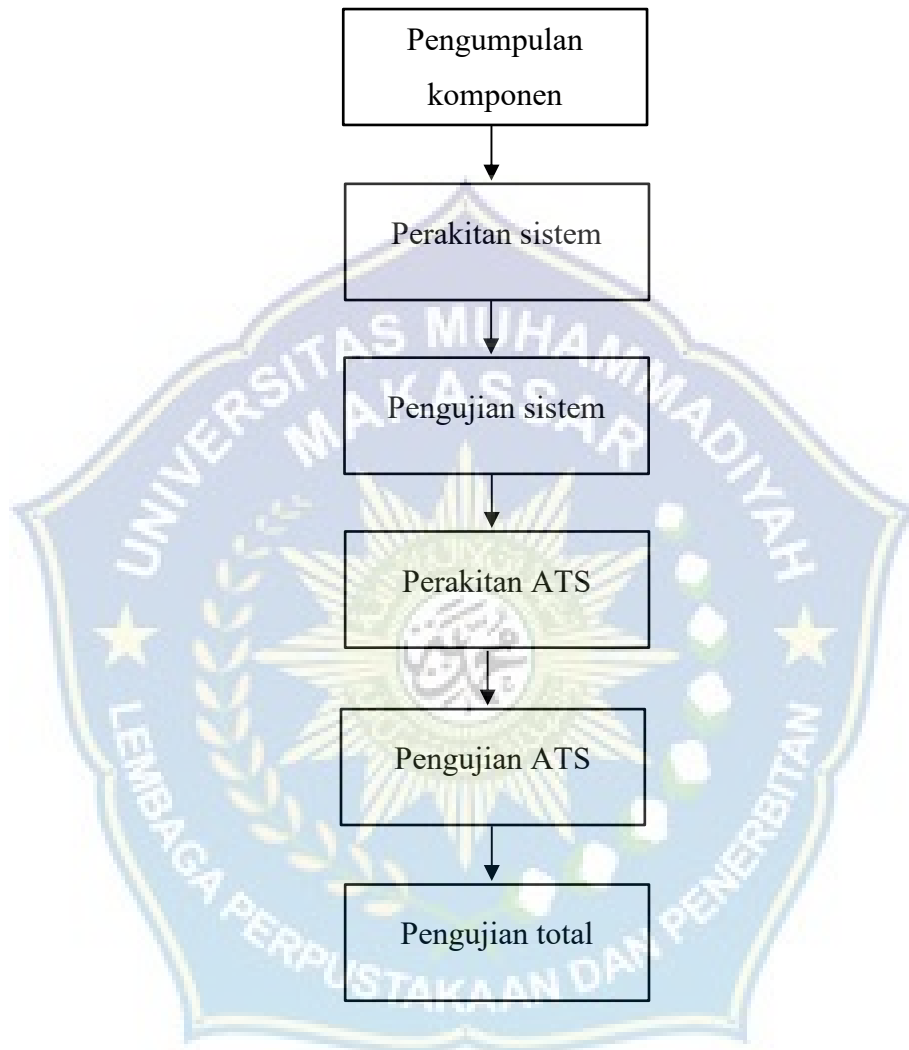 Pengumpulan
komponen
Perakitan sistem
UNIVERSITAS MUHAMMADIYAH
MAKASSAR
Pengujian sistem
Perakitan ATS
Pengujian ATS
Pengujian total
LEMBAGA PERPUSTAKAAN DAN PENERBITAN